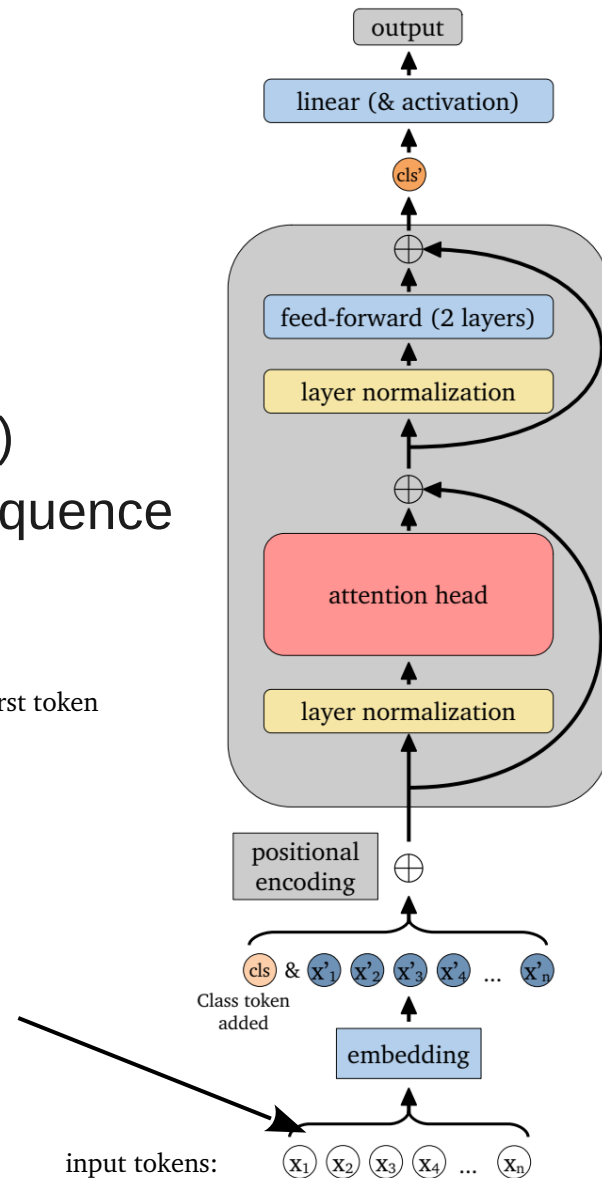 output
linear (& activation)
cls'
feed-forward (2 layers)
layer normalization
)
quence
attention head
rst token
layer normalization
positional
encoding
cls & x'₁ x'₂ x'₃ x'₄ ... x'ₙ
Class token
added
embedding
input tokens: x₁ x₂ x₃ x₄ ... xₙ